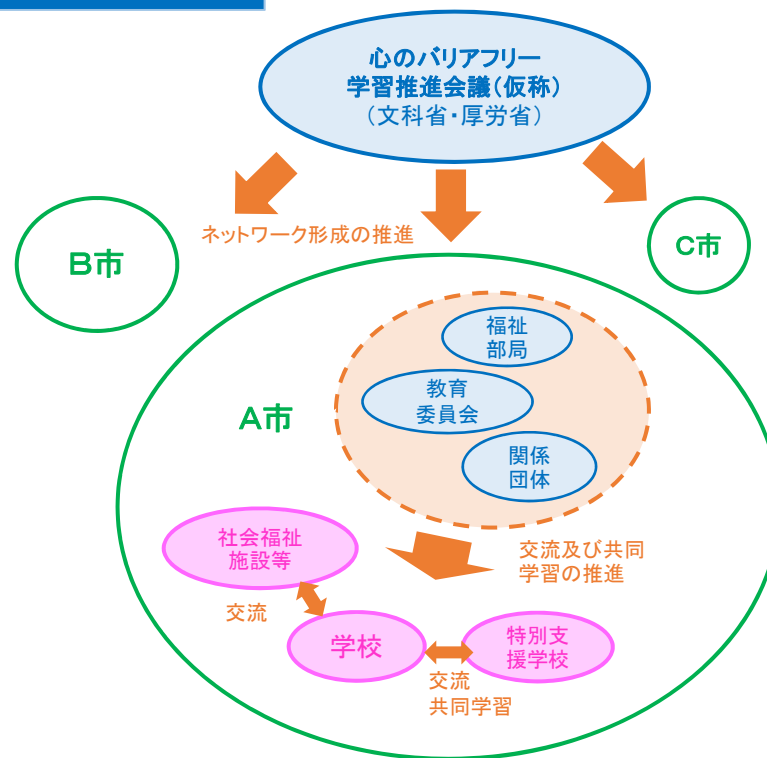 心のバリアフリー
学習推進会議(仮称)
(文科省・厚労省)
ネットワーク形成の推進
B市
C市
A市
福祉
部局
教育
委員会
関係
団体
社会福祉
施設等
交流及び共同
学習の推進
交流
学校
特別支
援学校
交流
共同学習